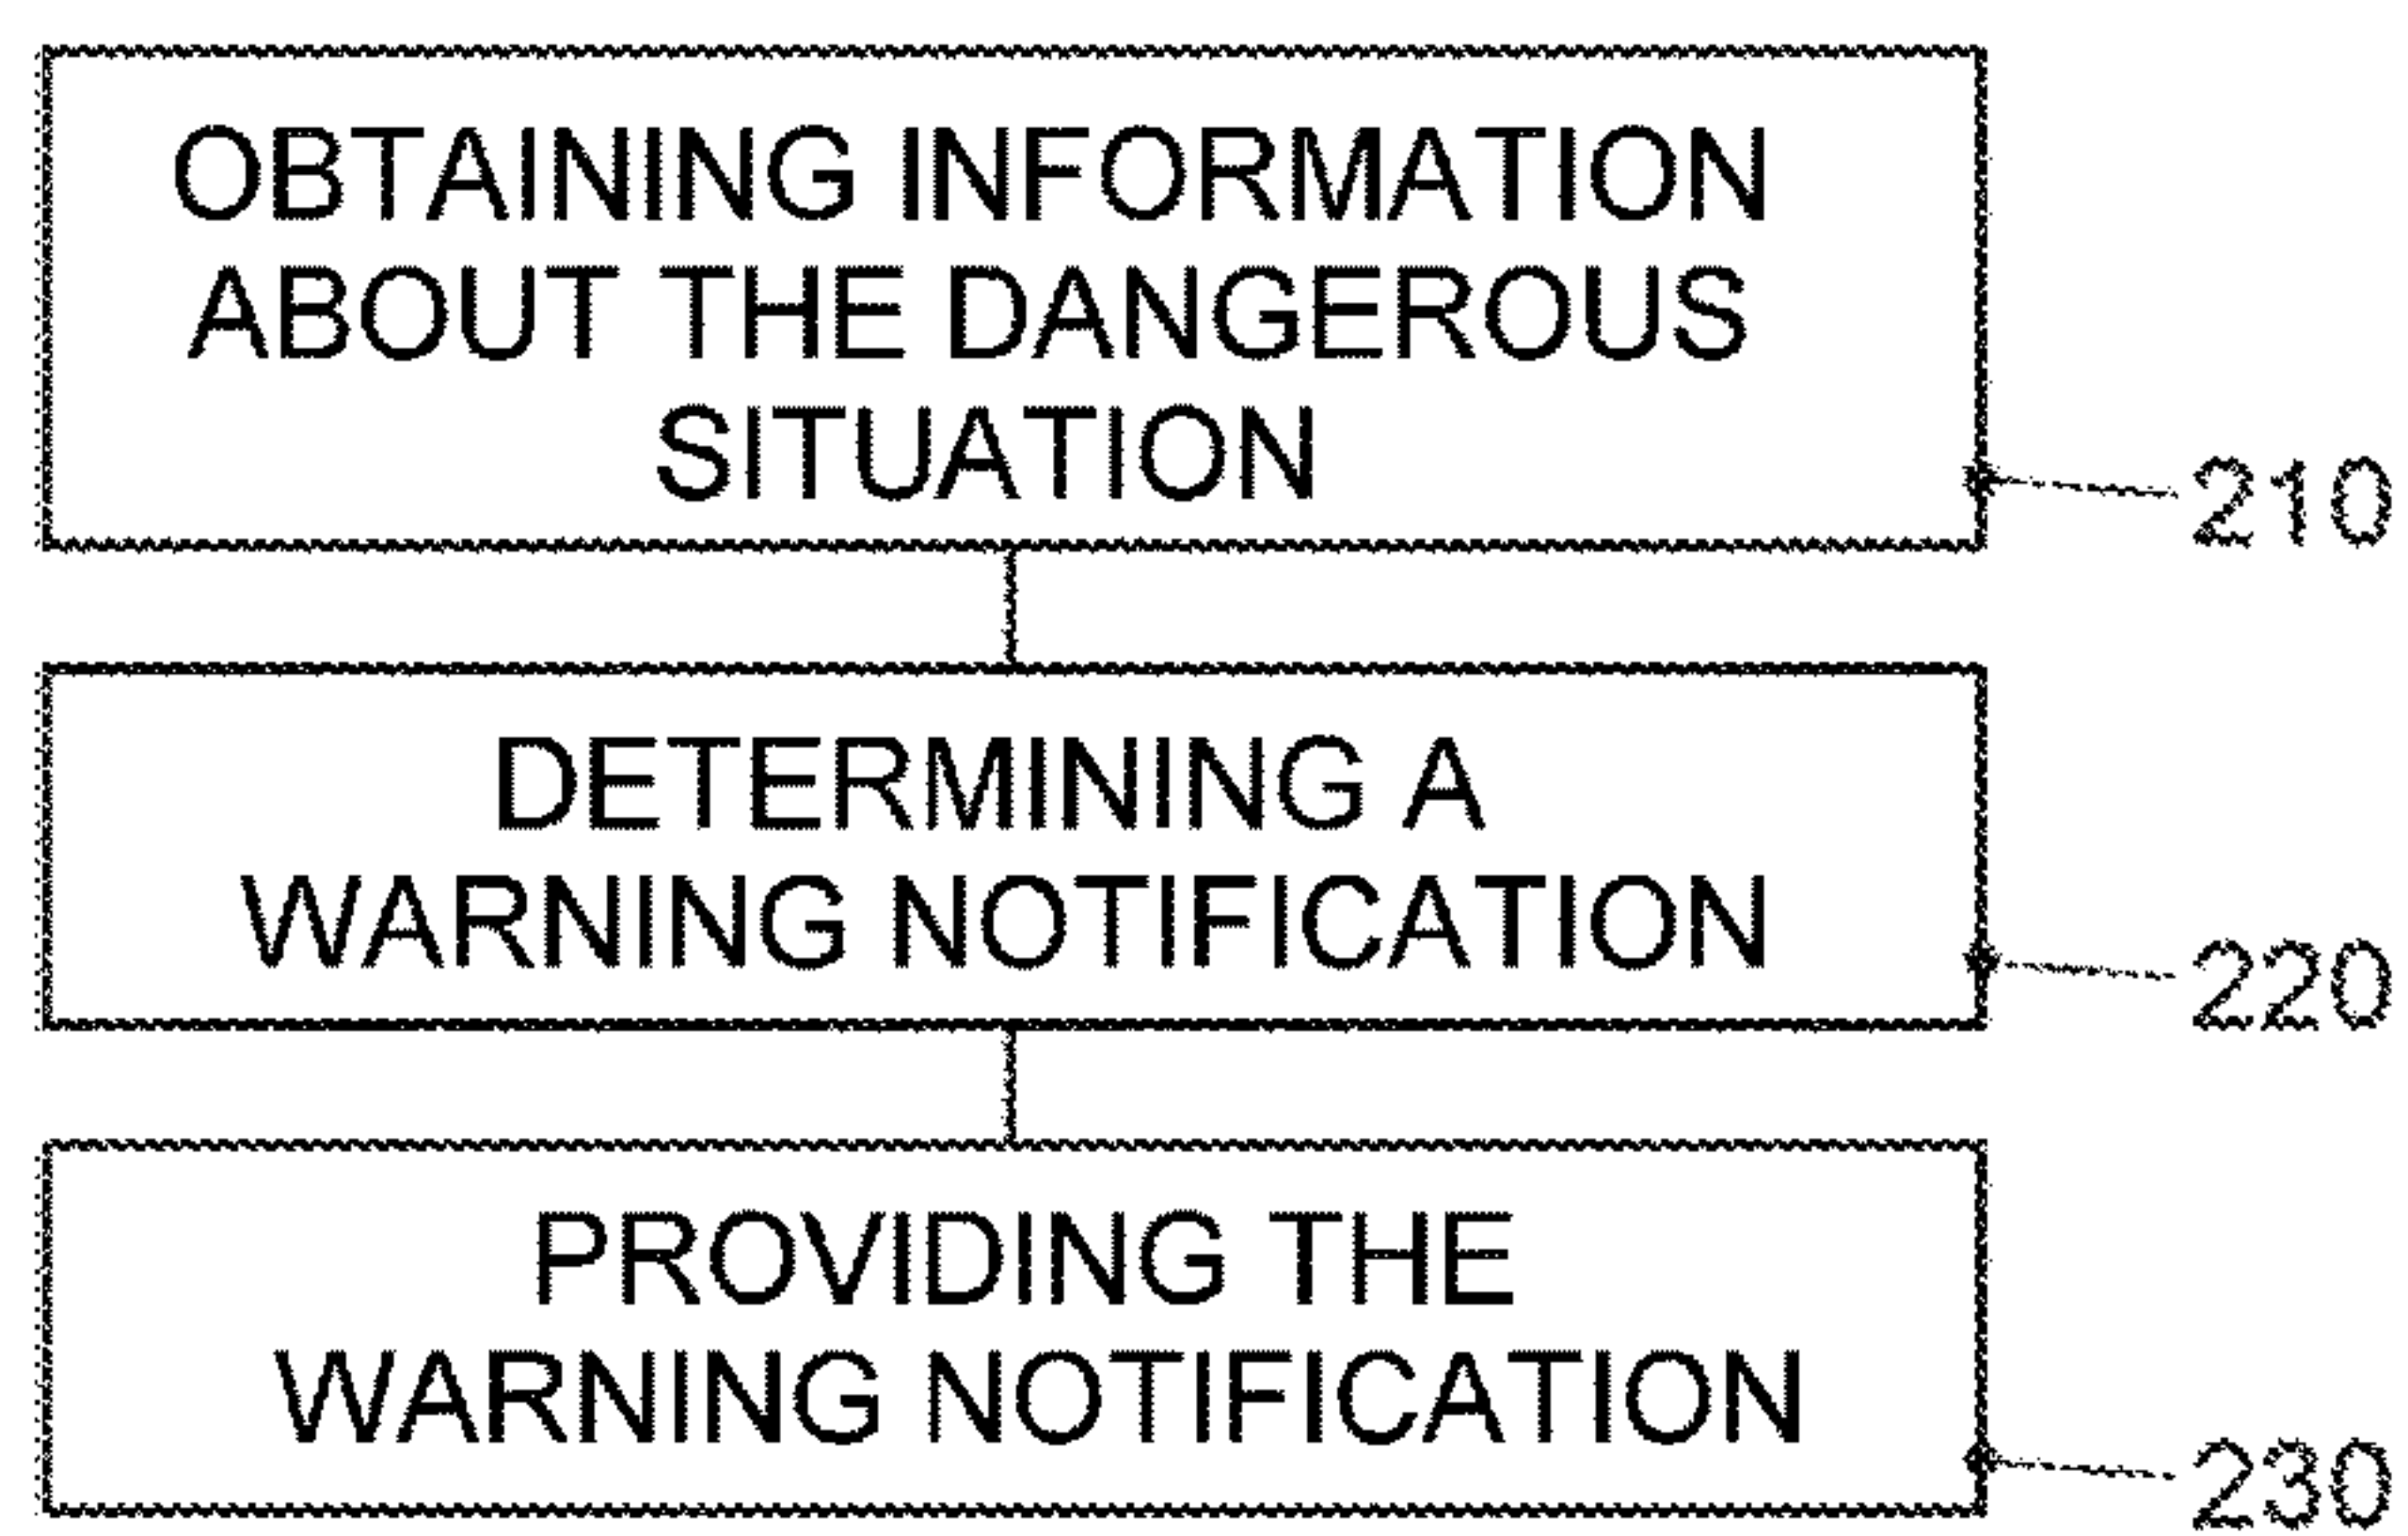 OBTAINING INFORMATION
ABOUT THE DANGEROUS
SITUATION
210
DETERMINING A
WARNING NOTIFICATION
220
PROVIDING THE
WARNING NOTIFICATION
230